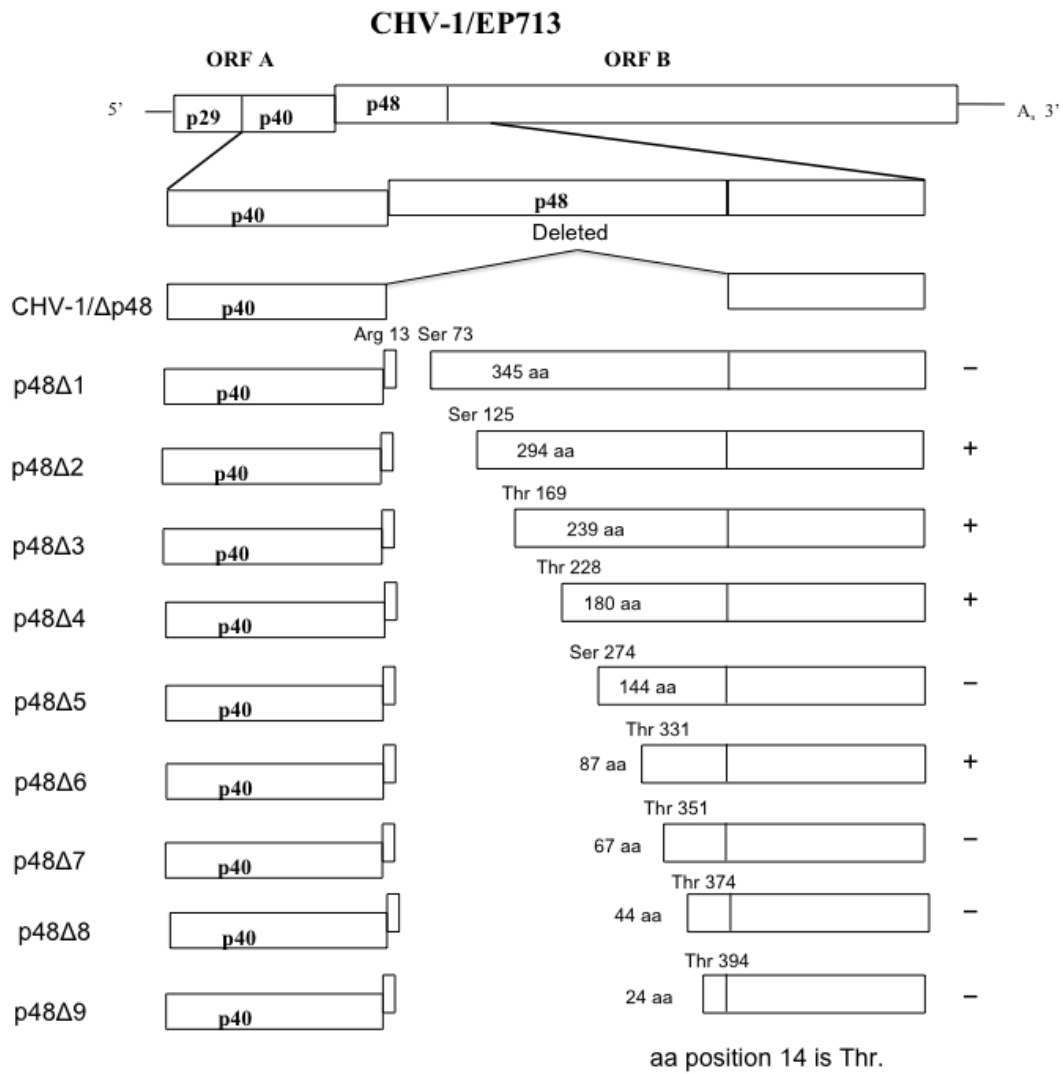 CHV-1/EP713
ORF A ORF B
5' p29 p40 p48 An 3'
p40 p48
Deleted
CHV-1/Δp48 p40
Arg 13 Ser 73
p48Δ1 p40 345 aa –
Ser 125
p48Δ2 p40 294 aa +
Thr 169
p48Δ3 p40 239 aa +
Thr 228
p48Δ4 p40 180 aa +
Ser 274
p48Δ5 p40 144 aa –
Thr 331
p48Δ6 p40 87 aa +
Thr 351
p48Δ7 p40 67 aa –
Thr 374
p48Δ8 p40 44 aa –
Thr 394
p48Δ9 p40 24 aa –
aa position 14 is Thr.